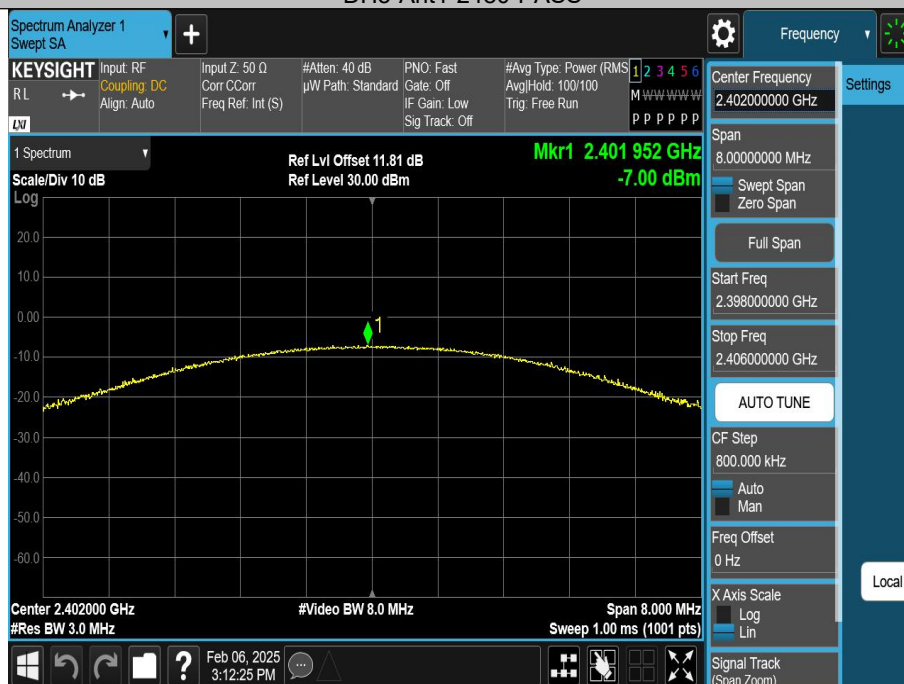 Spectrum Analyzer 1
Swept SA
+
Frequency
KEYSIGHT
RL
LXI
Input: RF
Coupling: DC
Align: Auto
Input Z: 50 Ω
Corr CCorr
Freq Ref: Int (S)
#Atten: 40 dB
µW Path: Standard
PNO: Fast
Gate: Off
IF Gain: Low
Sig Track: Off
#Avg Type: Power (RMS
Avg|Hold: 100/100
Trig: Free Run
1 2 3 4 5 6
M W W W W W
P P P P P P
1 Spectrum
Scale/Div 10 dB
Ref Lvl Offset 11.81 dB
Ref Level 30.00 dBm
Mkr1 2.401 952 GHz
-7.00 dBm
Log
20.0
10.0
0.00
-10.0
-20.0
-30.0
-40.0
-50.0
-60.0
1
Center 2.402000 GHz
#Res BW 3.0 MHz
#Video BW 8.0 MHz
Span 8.000 MHz
Sweep 1.00 ms (1001 pts)
Center Frequency
2.402000000 GHz
Span
8.00000000 MHz
Swept Span
Zero Span
Full Span
Start Freq
2.398000000 GHz
Stop Freq
2.406000000 GHz
AUTO TUNE
CF Step
800.000 kHz
Auto
Man
Freq Offset
0 Hz
X Axis Scale
Log
Lin
Signal Track
(Span Zoom)
Settings
Local
?
Feb 06, 2025
3:12:25 PM